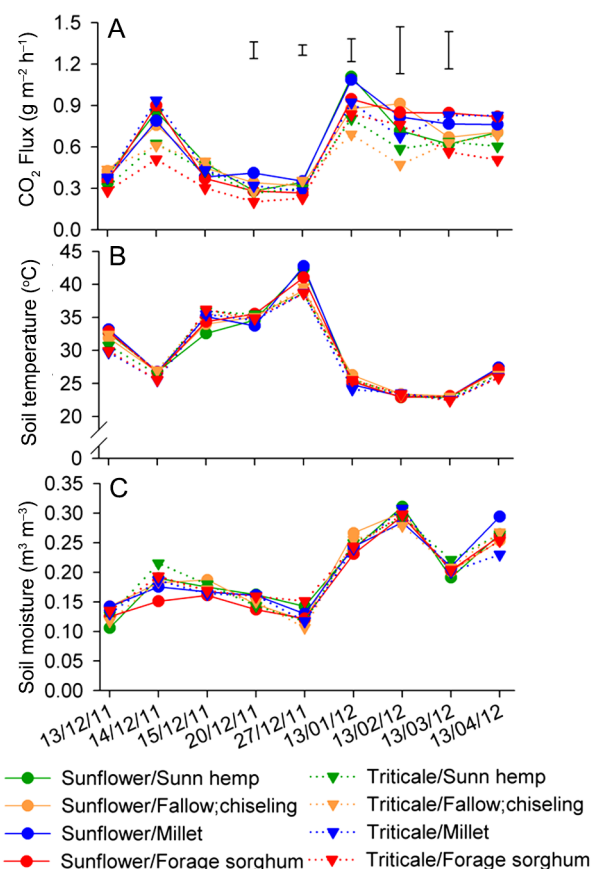 A
CO2 Flux (g m–2 h–1)
1.5
1.2
0.9
0.6
0.3
0.0
B
Soil temperature (oC)
45
40
35
30
25
20
0
C
Soil moisture (m3 m–3)
0.35
0.30
0.25
0.20
0.15
0.10
0.05
0.00
13/12/11
14/12/11
15/12/11
20/12/11
27/12/11
13/01/12
13/02/12
13/03/12
13/04/12
Sunflower/Sunn hemp
Triticale/Sunn hemp
Sunflower/Fallow;chiseling
Triticale/Fallow;chiseling
Sunflower/Millet
Triticale/Millet
Sunflower/Forage sorghum
Triticale/Forage sorghum